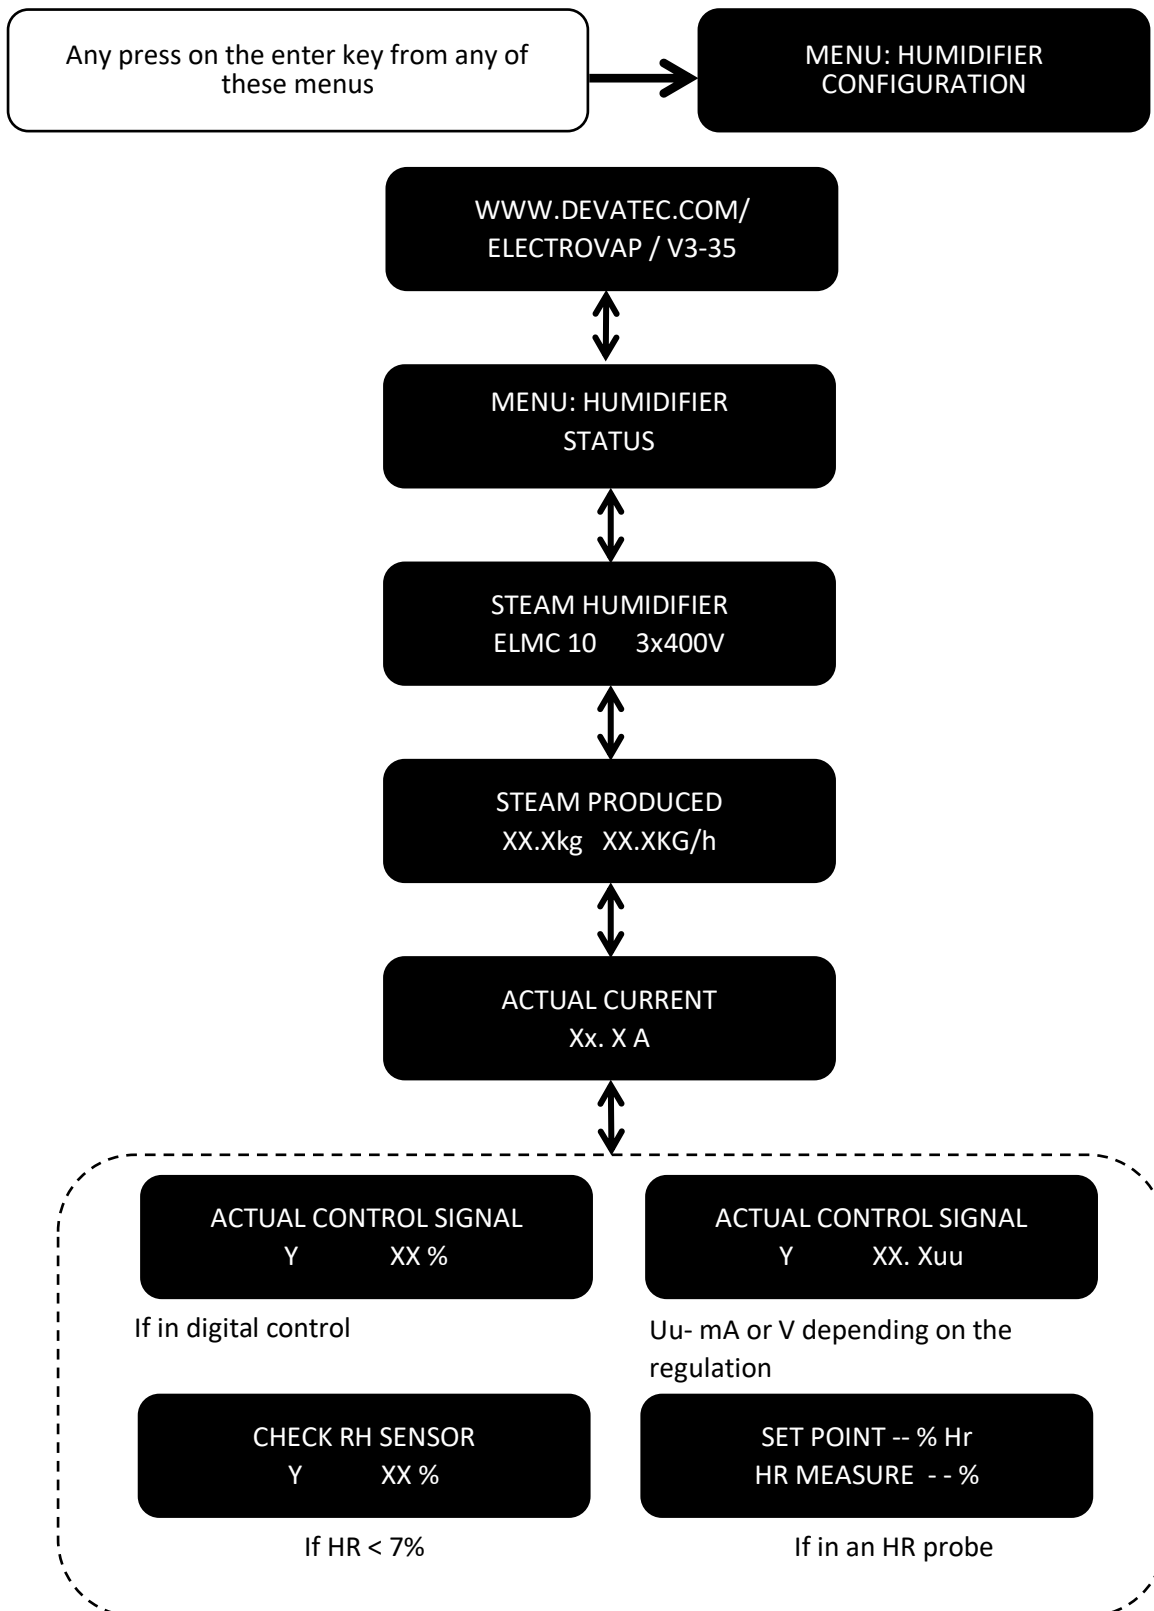 Any press on the enter key from any of
these menus
MENU: HUMIDIFIER
CONFIGURATION
WWW.DEVATEC.COM/
ELECTROVAP / V3-35
MENU: HUMIDIFIER
STATUS
STEAM HUMIDIFIER
ELMC 10 3x400V
STEAM PRODUCED
XX.Xkg XX.XKG/h
ACTUAL CURRENT
Xx. X A
ACTUAL CONTROL SIGNAL
Y XX %
If in digital control
ACTUAL CONTROL SIGNAL
Y XX. Xuu
Uu- mA or V depending on the
regulation
CHECK RH SENSOR
Y XX %
If HR < 7%
SET POINT -- % Hr
HR MEASURE - - %
If in an HR probe